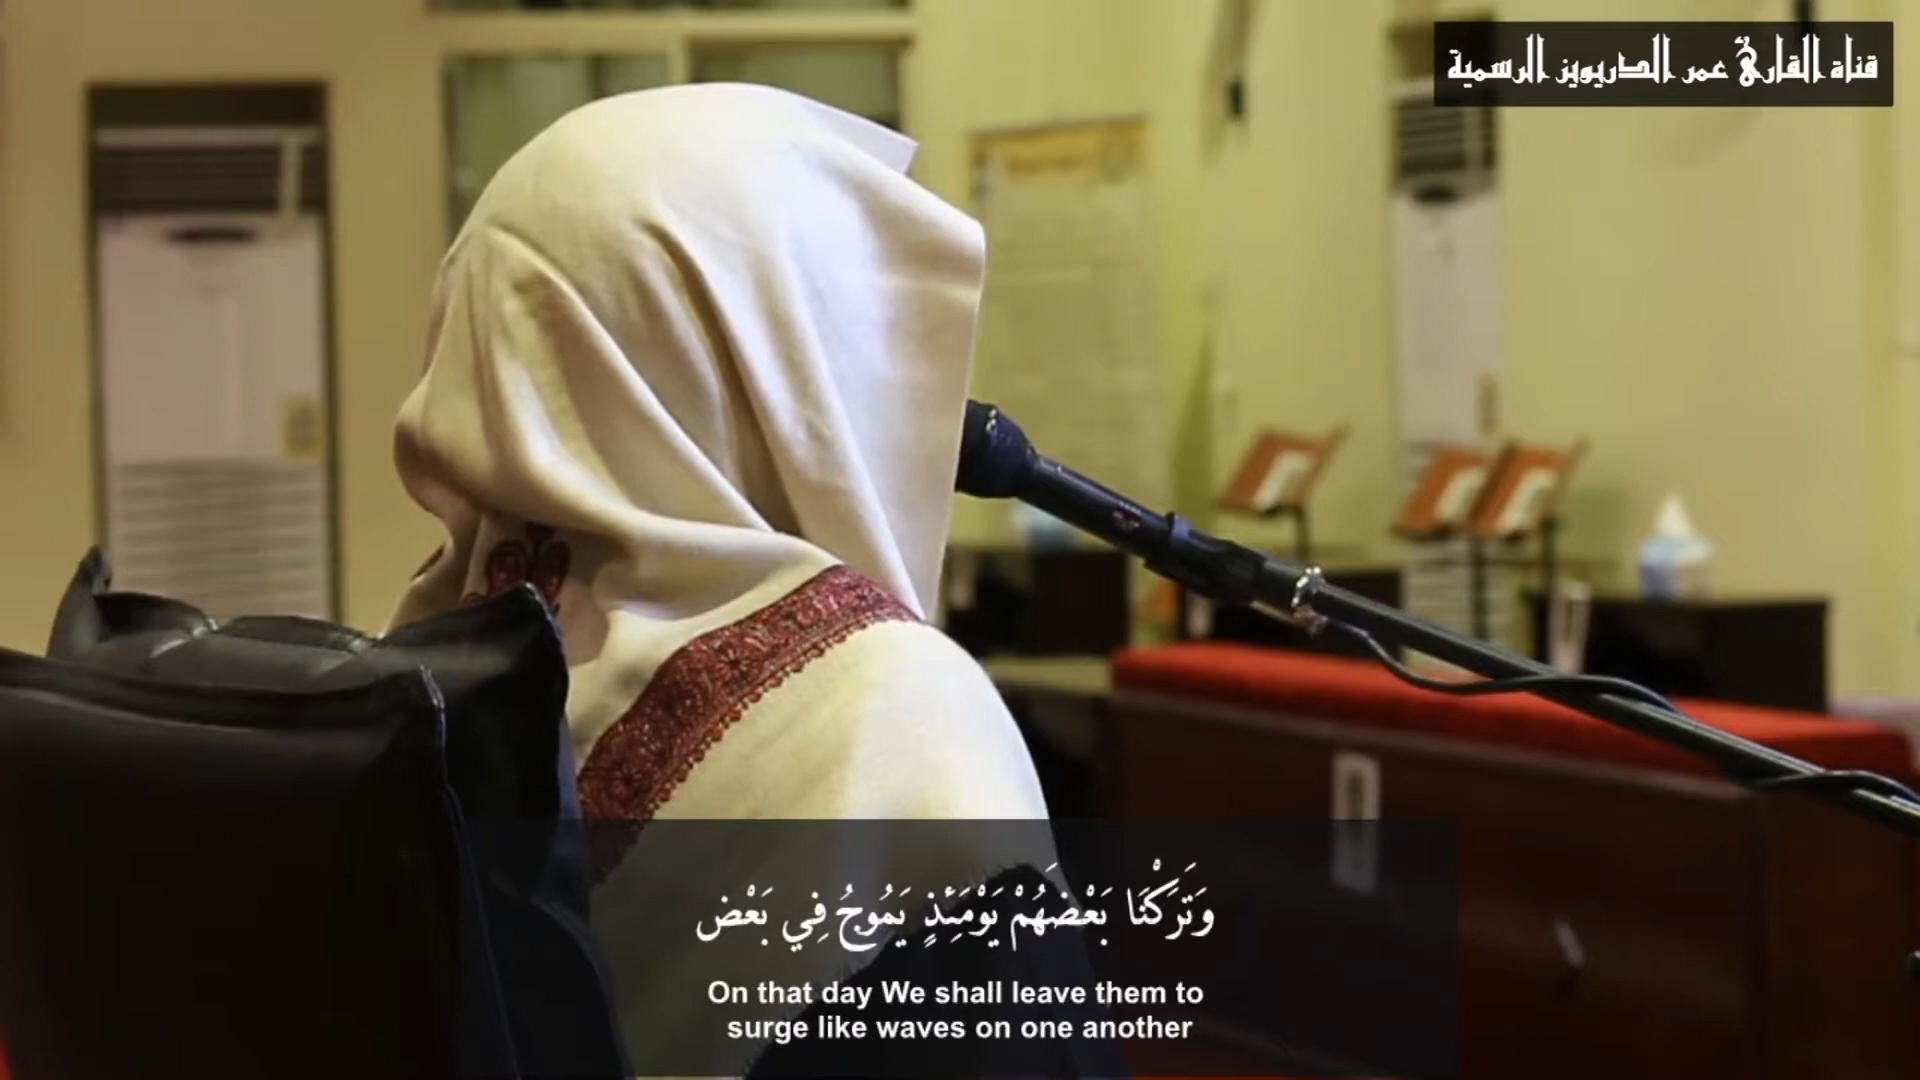 قناة القارئ عمر الدريويز الرسمية
وَتَرَكْنَا بَعْضَهُمْ يَوْمَئِذٍ يَمُوجُ فِي بَعْضٍ
On that day We shall leave them to
surge like waves on one another